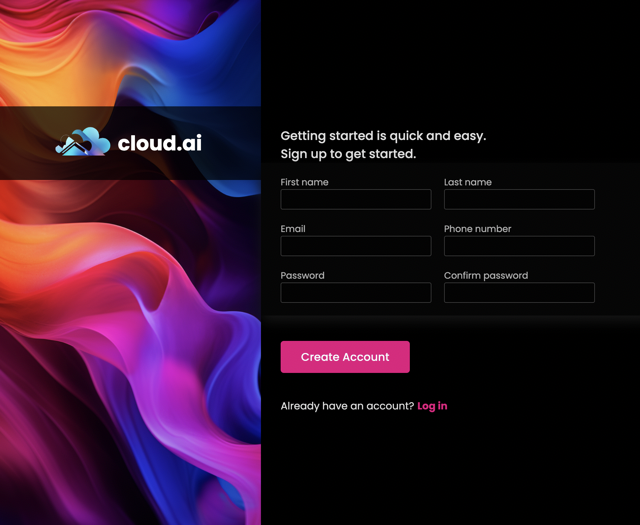 cloud.ai
Getting started is quick and easy.
Sign up to get started.
First name
Last name
Email
Phone number
Password
Confirm password
Create Account
Already have an account? Log in